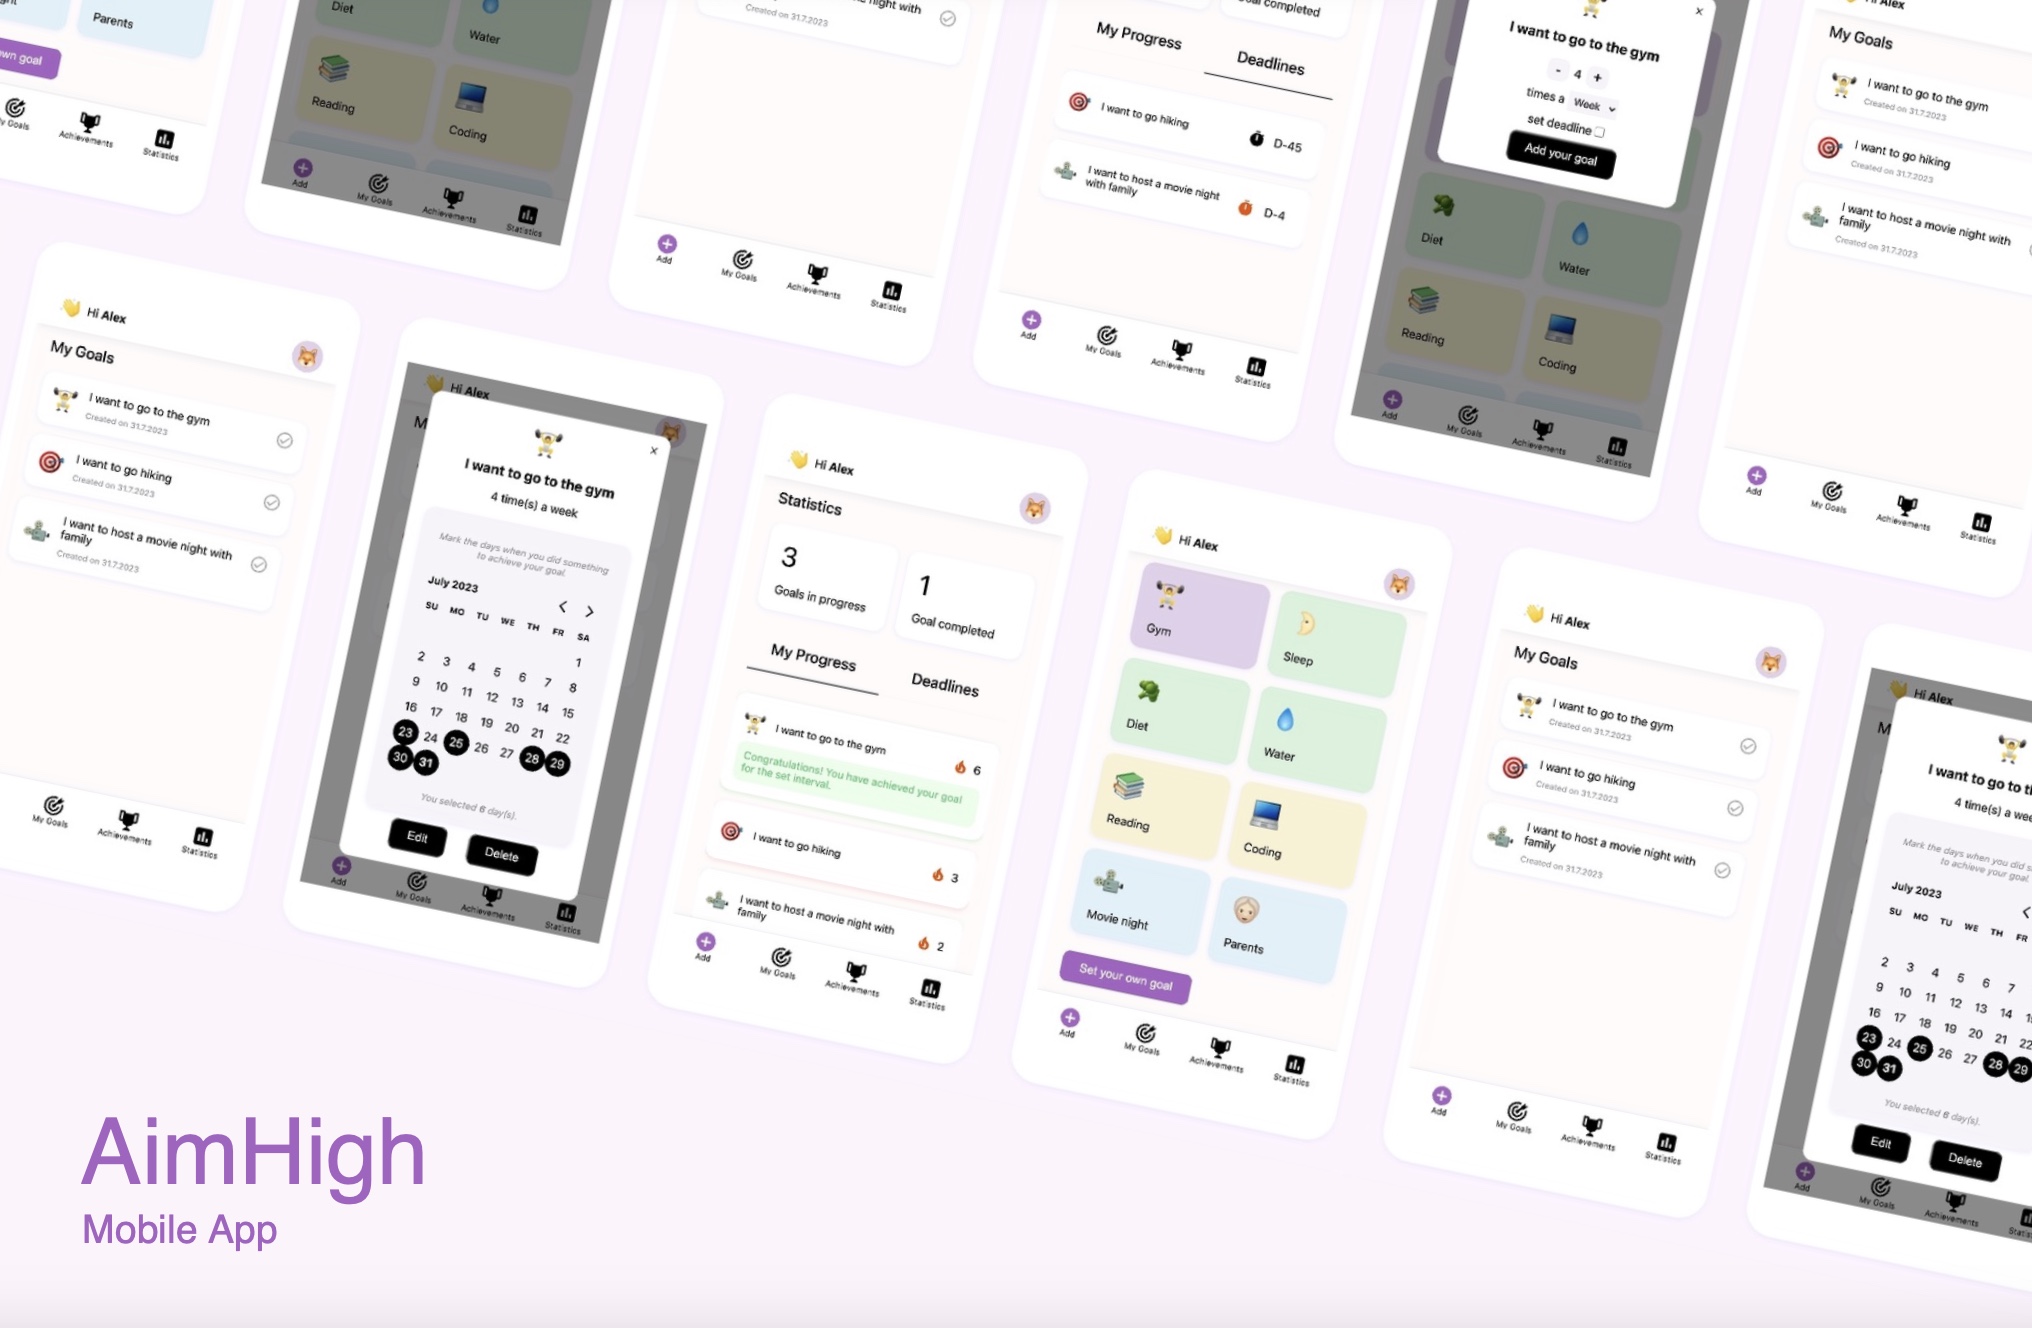 Parents
own goal
My Goals
Achievements
Statistics
Diet
Water
Reading
Coding
Add
My Goals
Achievements
Statistics
night with
Created on 31.7.2023
Add
My Goals
Achievements
Statistics
Goal completed
My Progress
Deadlines
I want to go hiking
D-45
I want to host a movie night
with family
D-4
Add
My Goals
Achievements
Statistics
×
I want to go to the gym
- 4 +
times a Week
set deadline
Add your goal
Diet
Water
Reading
Coding
Add
My Goals
Achievements
Statistics
Hi Alex
My Goals
I want to go to the gym
Created on 31.7.2023
I want to go hiking
Created on 31.7.2023
I want to host a movie night with
family
Created on 31.7.2023
Add
My Goals
Achievements
Statistics
Hi Alex
My Goals
I want to go to the gym
Created on 31.7.2023
I want to go hiking
Created on 31.7.2023
I want to host a movie night with
family
Created on 31.7.2023
My Goals
Achievements
Statistics
Hi Alex
M
×
I want to go to the gym
4 time(s) a week
Mark the days when you did something
to achieve your goal.
July 2023
< >
SU MO TU WE TH FR SA
1
2 3 4 5 6 7 8
9 10 11 12 13 14 15
16 17 18 19 20 21 22
23 24 25 26 27 28 29
30 31
You selected 6 day(s).
Edit
Delete
Add
My Goals
Achievements
Statistics
Hi Alex
Statistics
3
Goals in progress
1
Goal completed
My Progress
Deadlines
I want to go to the gym
6
Congratulations! You have achieved your goal
for the set interval.
I want to go hiking
3
I want to host a movie night with
family
2
Add
My Goals
Achievements
Statistics
Hi Alex
Gym
Sleep
Diet
Water
Reading
Coding
Movie night
Parents
Set your own goal
Add
My Goals
Achievements
Statistics
Hi Alex
My Goals
I want to go to the gym
Created on 31.7.2023
I want to go hiking
Created on 31.7.2023
I want to host a movie night with
family
Created on 31.7.2023
Add
My Goals
Achievements
Statistics
Hi Alex
M
I want to go to t
4 time(s) a wee
Mark the days when you did s
to achieve your goal.
July 2023
<
SU MO TU WE TH FR
2 3 4 5 6 7
9 10 11 12 13 14
16 17 18 19 20 21 22
23 24 25 26 27 28 29
30 31
You selected 6 day(s).
Edit
Delete
Add
My Goals
Achievements
AimHigh
Mobile App